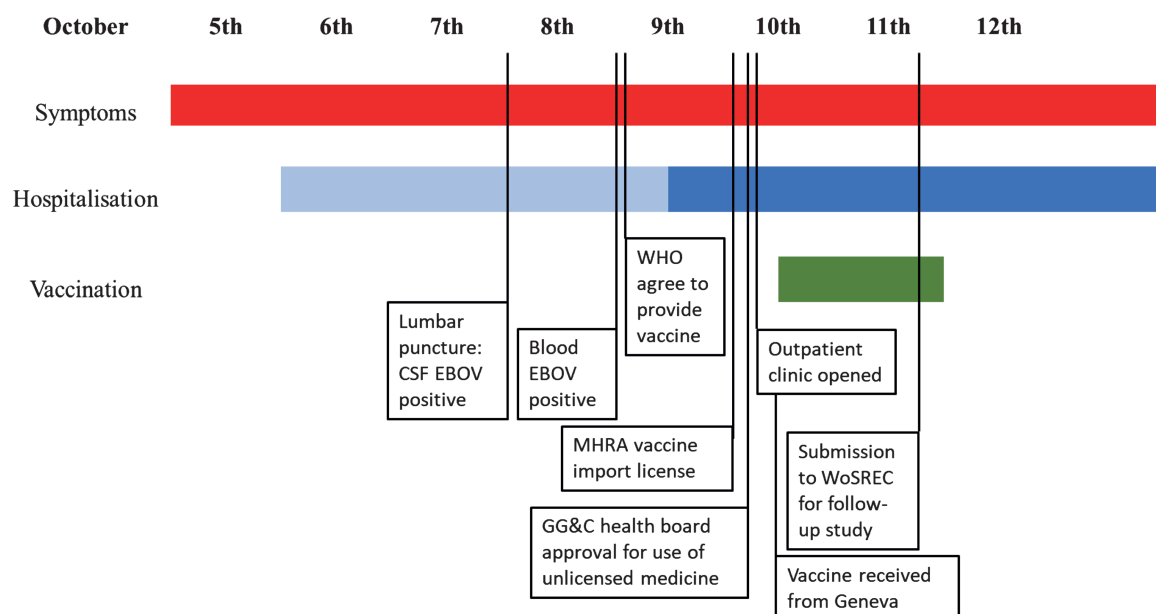 October 5th 6th 7th 8th 9th 10th 11th 12th
Symptoms
Hospitalisation
Vaccination
Lumbar
puncture:
CSF EBOV
positive
Blood
EBOV
positive
WHO
agree to
provide
vaccine
MHRA vaccine
import license
GG&C health board
approval for use of
unlicensed medicine
Outpatient
clinic opened
Submission
to WoSREC
for follow-
up study
Vaccine received
from Geneva